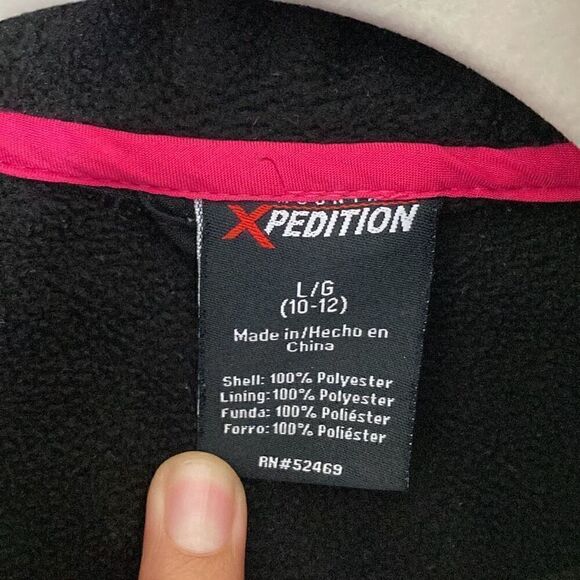 XPEDITION
L/G
(10-12)
Made in/Hecho en
China
Shell: 100% Polyester
Lining: 100% Polyester
Funda: 100% Poliéster
Forro: 100% Poliéster
RN#52469